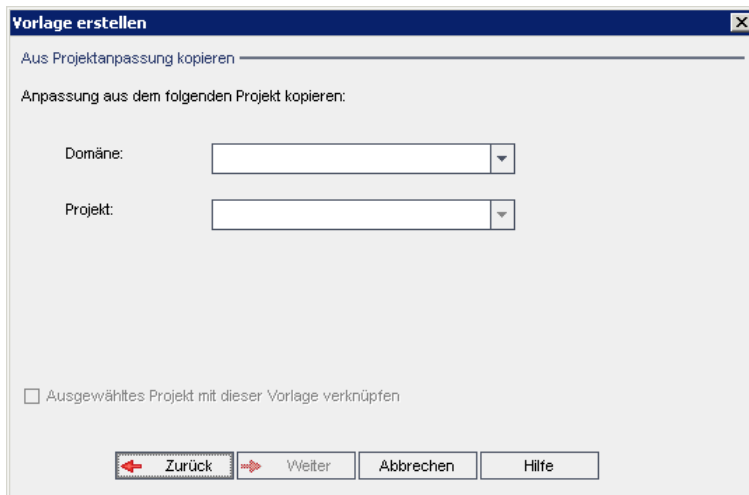 Vorlage erstellen
Aus Projektanpassung kopieren
Anpassung aus dem folgenden Projekt kopieren:
Domäne:
Projekt:
Ausgewähltes Projekt mit dieser Vorlage verknüpfen
Zurück Weiter Abbrechen Hilfe